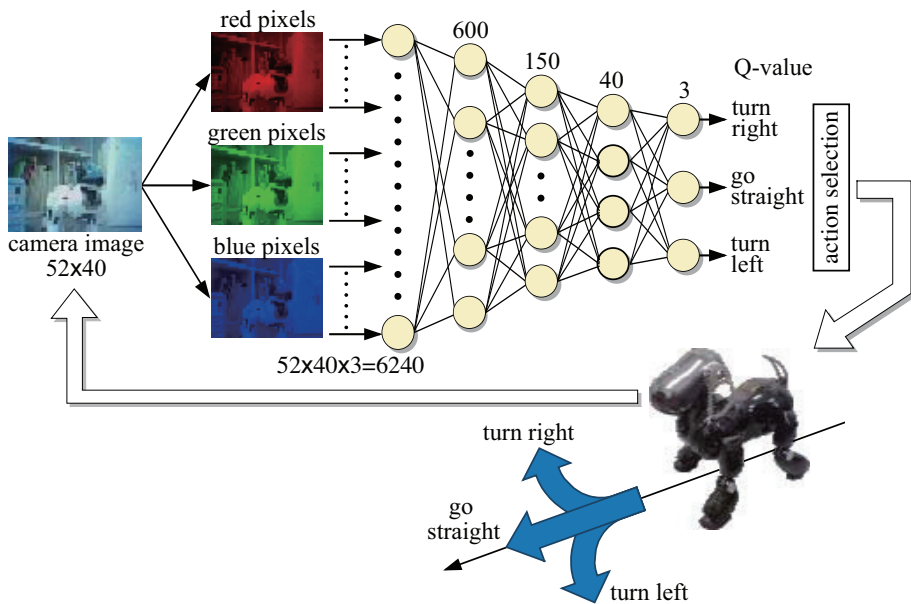 red pixels
600
150
40
3
Q-value
turn
right
green pixels
go
straight
action selection
camera image
52x40
blue pixels
turn
left
52x40x3=6240
turn right
go
straight
turn left